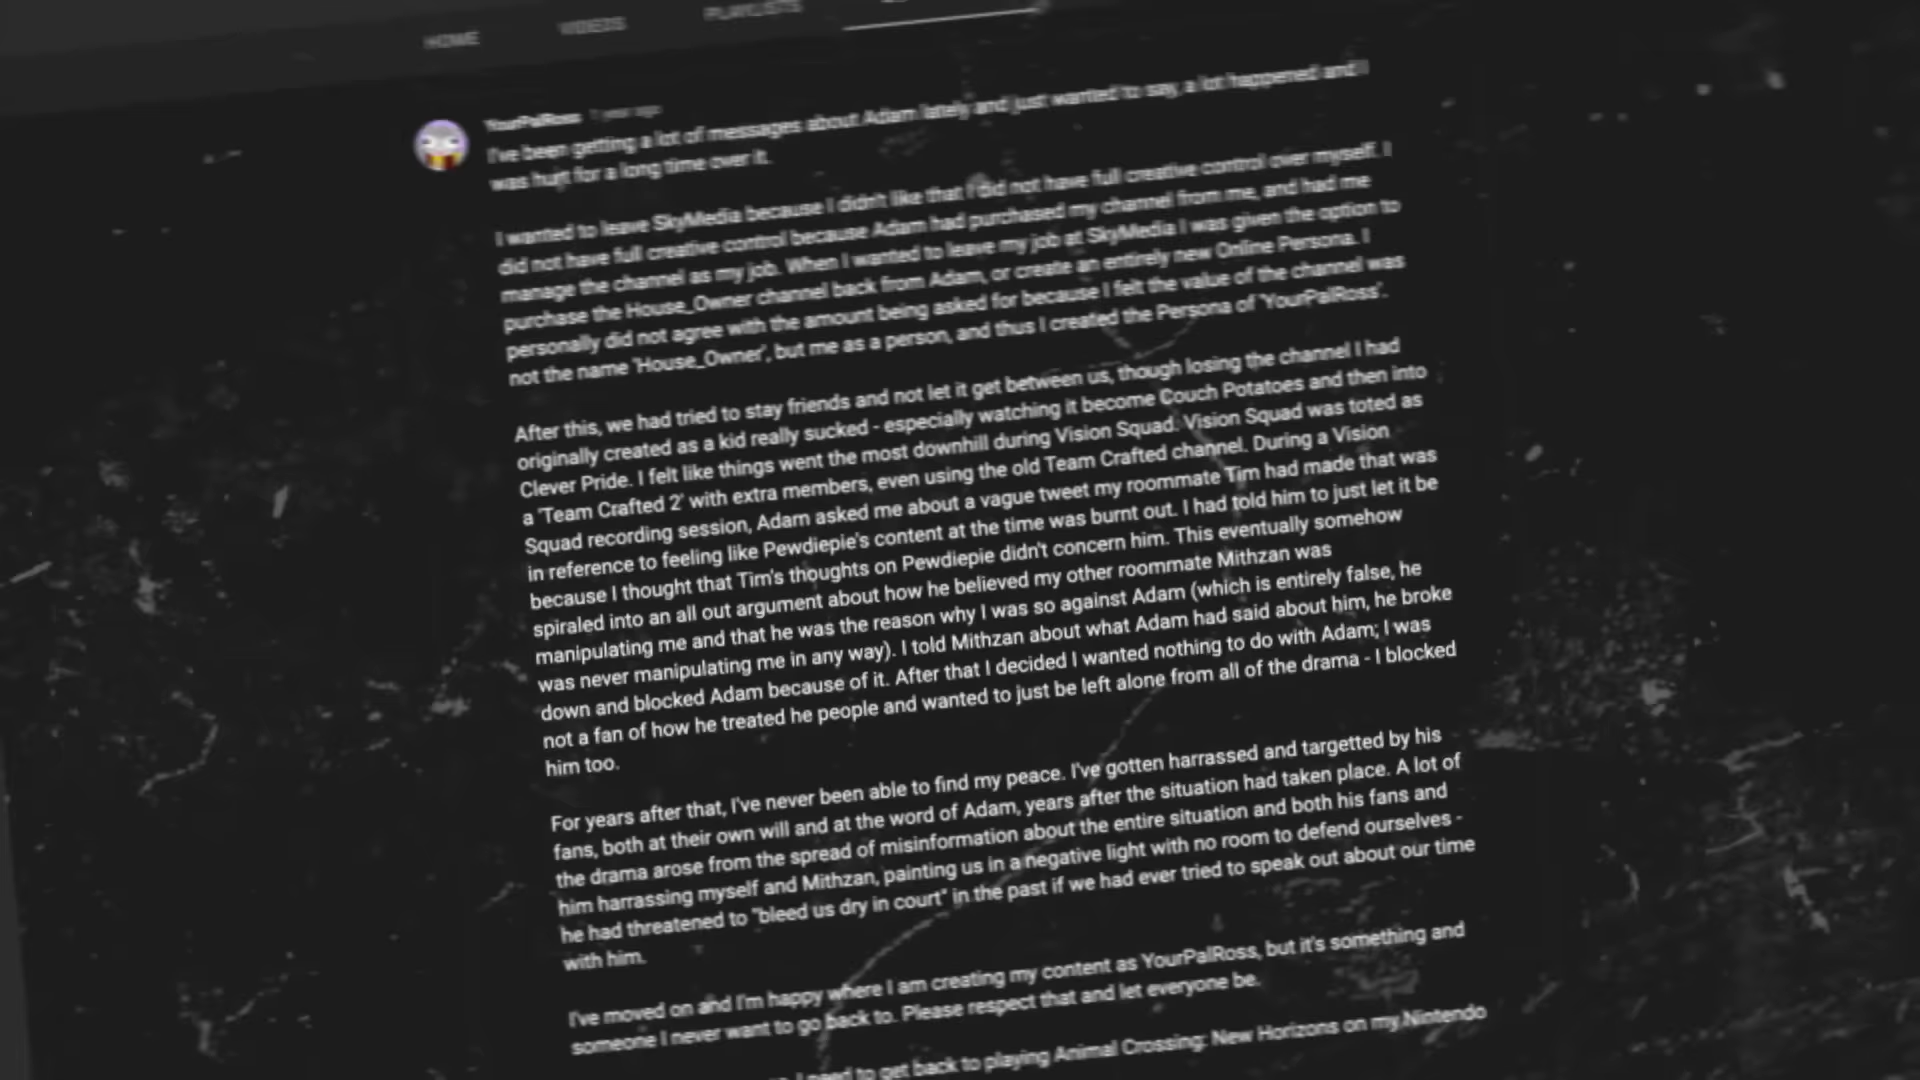 HOME VIDEOS PLAYLISTS
YourPalRoss 1 year ago
I've been getting a lot of messages about Adam lately and just wanted to say, a lot happened and I
was hurt for a long time over it.
I wanted to leave SkyMedia because I didn't like that I did not have full creative control over myself. I
did not have full creative control because Adam had purchased my channel from me, and had me
manage the channel as my job. When I wanted to leave my job at SkyMedia I was given the option to
purchase the House_Owner channel back from Adam, or create an entirely new Online Persona. I
personally did not agree with the amount being asked for because I felt the value of the channel was
not the name 'House_Owner', but me as a person, and thus I created the Persona of 'YourPalRoss'.
After this, we had tried to stay friends and not let it get between us, though losing the channel I had
originally created as a kid really sucked - especially watching it become Couch Potatoes and then into
Clever Pride. I felt like things went the most downhill during Vision Squad. Vision Squad was toted as
a 'Team Crafted 2' with extra members, even using the old Team Crafted channel. During a Vision
Squad recording session, Adam asked me about a vague tweet my roommate Tim had made that was
in reference to feeling like Pewdiepie's content at the time was burnt out. I had told him to just let it be
because I thought that Tim's thoughts on Pewdiepie didn't concern him. This eventually somehow
spiraled into an all out argument about how he believed my other roommate Mithzan was
manipulating me and that he was the reason why I was so against Adam (which is entirely false, he
was never manipulating me in any way). I told Mithzan about what Adam had said about him, he broke
down and blocked Adam because of it. After that I decided I wanted nothing to do with Adam; I was
not a fan of how he treated he people and wanted to just be left alone from all of the drama - I blocked
him too.
For years after that, I've never been able to find my peace. I've gotten harrassed and targetted by his
fans, both at their own will and at the word of Adam, years after the situation had taken place. A lot of
the drama arose from the spread of misinformation about the entire situation and both his fans and
him harrassing myself and Mithzan, painting us in a negative light with no room to defend ourselves -
he had threatened to "bleed us dry in court" in the past if we had ever tried to speak out about our time
with him.
I've moved on and I'm happy where I am creating my content as YourPalRoss, but it's something and
someone I never want to go back to. Please respect that and let everyone be.
I need to get back to playing Animal Crossing: New Horizons on my Nintendo